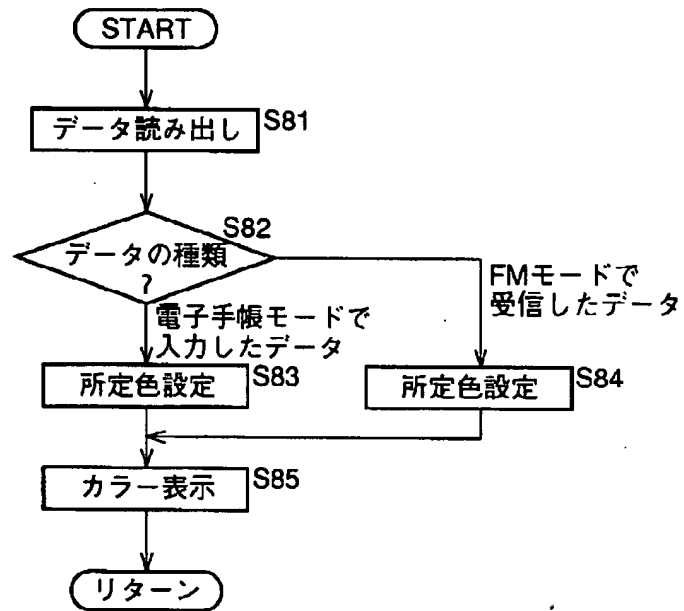 START
データ読み出し
S81
S82
データの種類
?
FMモードで
受信したデータ
電子手帳モードで
入力したデータ
所定色設定
S83
所定色設定
S84
カラー表示
S85
リターン